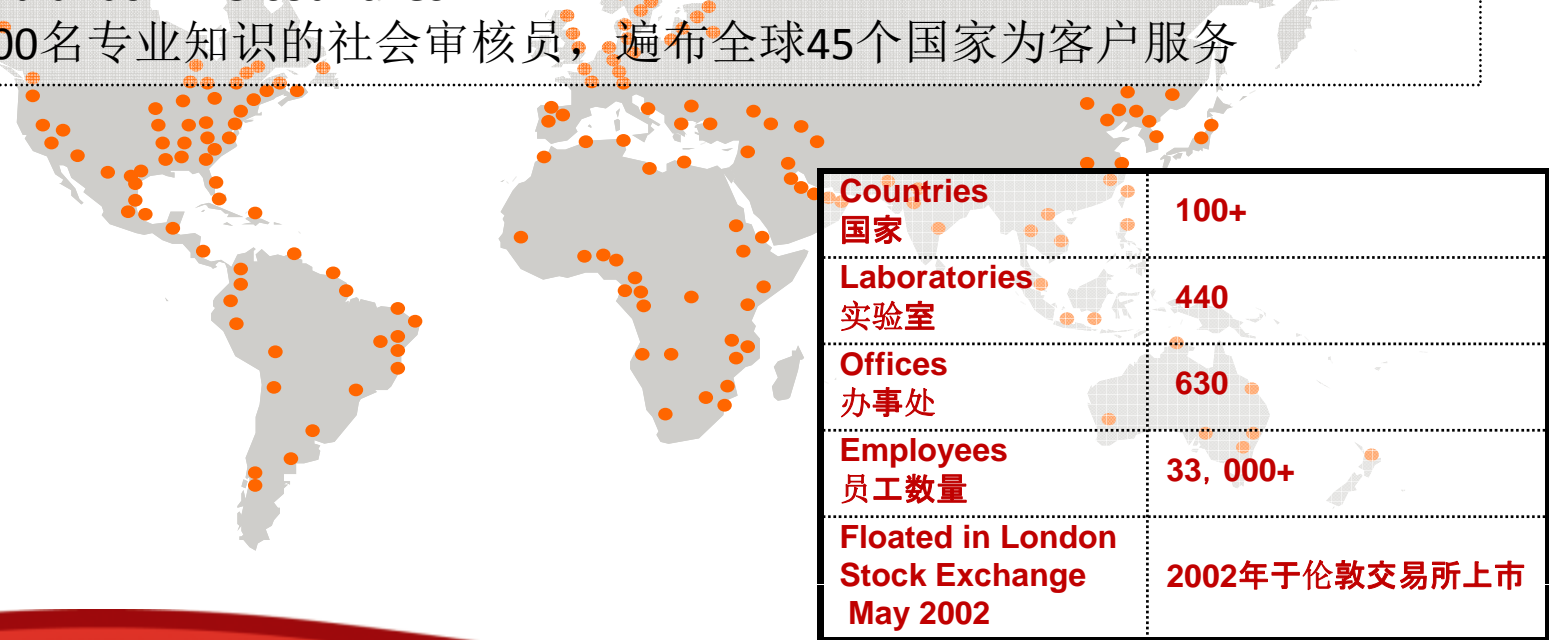 00名专业知识的社会审核员，遍布全球45个国家为客户服务
Countries
国家
100+
Laboratories
实验室
440
Offices
办事处
630
Employees
员工数量
33，000+
Floated in London
Stock Exchange
May 2002
2002年于伦敦交易所上市